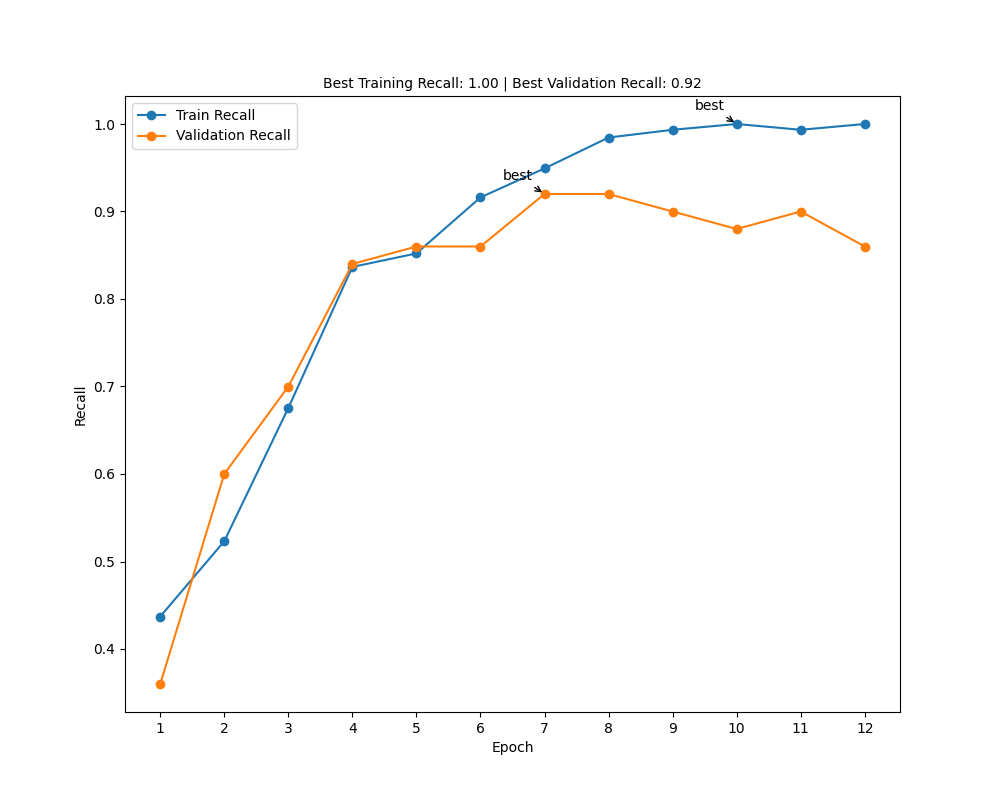 Best Training Recall: 1.00 | Best Validation Recall: 0.92
Train Recall
Validation Recall
best
best
1.0
0.9
0.8
0.7
0.6
0.5
0.4
Recall
1 2 3 4 5 6 7 8 9 10 11 12
Epoch